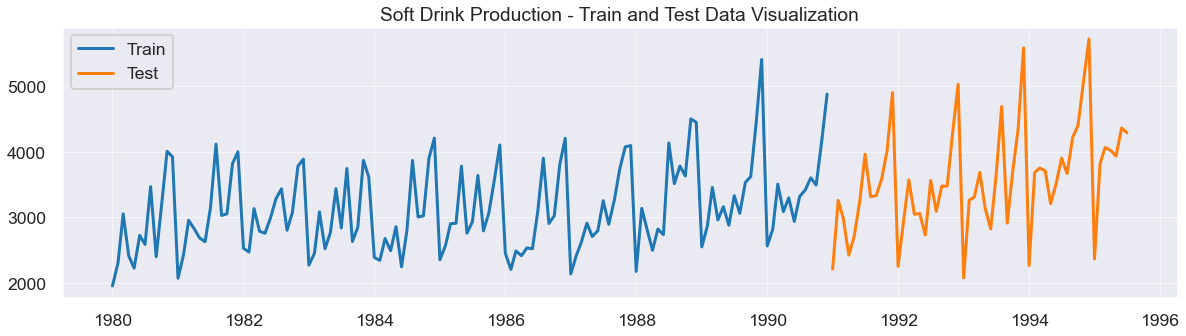 Soft Drink Production - Train and Test Data Visualization
Train
Test
5000
4000
3000
2000
1980 1982 1984 1986 1988 1990 1992 1994 1996